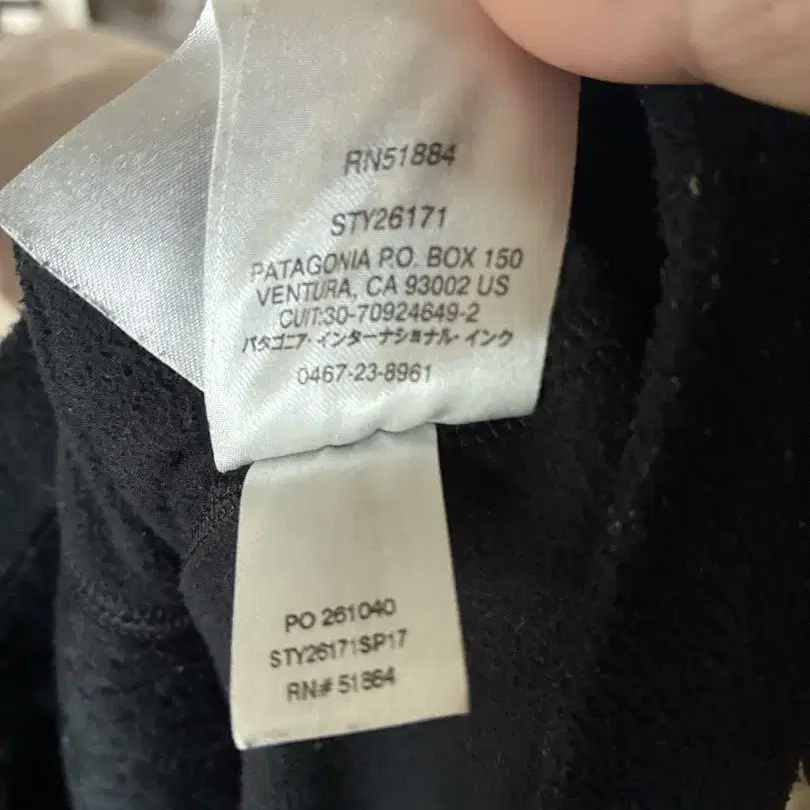 RN51884
STY26171
PATAGONIA P.O. BOX 150
VENTURA, CA 93002 US
CUIT:30-70924649-2
パタゴニア・インターナショナル・インク
0467-23-8961
PO 261040
STY26171SP17
RN# 51884